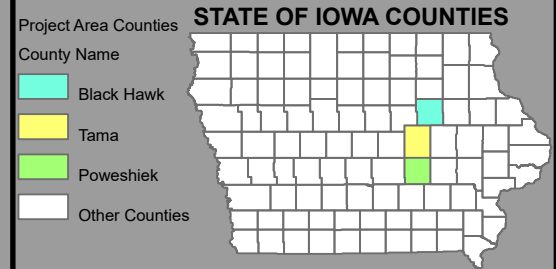 STATE OF IOWA COUNTIES
Project Area Counties
County Name
Black Hawk
Tama
Poweshiek
Other Counties